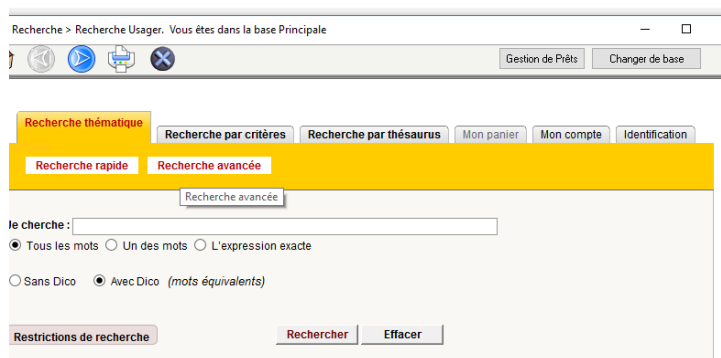 Recherche > Recherche Usager. Vous êtes dans la base Principale
Gestion de Prêts Changer de base
Recherche thématique Recherche par critères Recherche par thésaurus Mon panier Mon compte Identification
Recherche rapide Recherche avancée
Recherche avancée
Je cherche :
Tous les mots Un des mots L'expression exacte
Sans Dico Avec Dico (mots équivalents)
Restrictions de recherche Rechercher Effacer